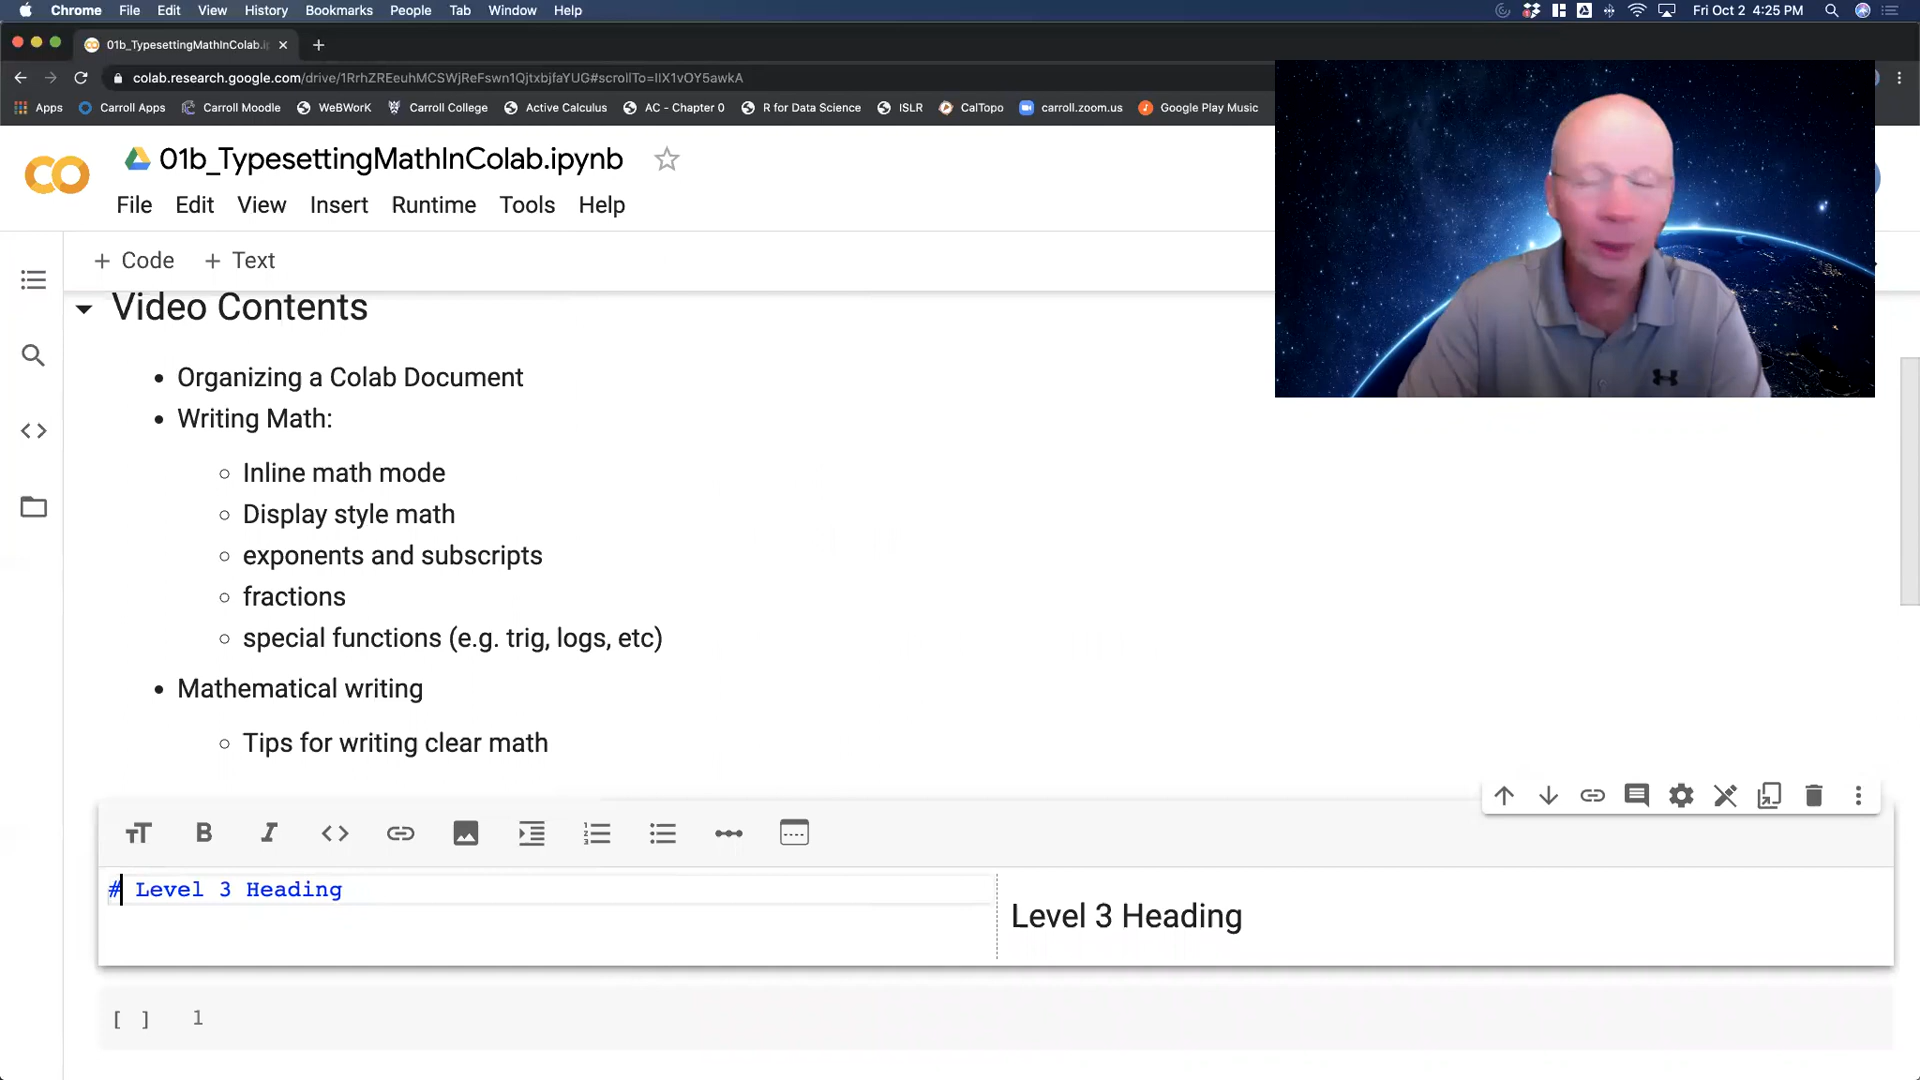 Chrome File Edit View History Bookmarks People Tab Window Help Fri Oct 2 4:25 PM
01b_TypesettingMathInColab.i
colab.research.google.com/drive/1RrhZREeuhMCSWjReFswn1QjtxbjfaYUG#scrollTo=IIX1vOY5awkA
Apps Carroll Apps Carroll Moodle WeBWorK Carroll College Active Calculus AC - Chapter 0 R for Data Science ISLR CalTopo carroll.zoom.us Google Play Music
CO 01b_TypesettingMathInColab.ipynb
File Edit View Insert Runtime Tools Help
+ Code + Text
Video Contents
• Organizing a Colab Document
• Writing Math:
○ Inline math mode
○ Display style math
○ exponents and subscripts
○ fractions
○ special functions (e.g. trig, logs, etc)
• Mathematical writing
○ Tips for writing clear math
# Level 3 Heading
Level 3 Heading
[ ] 1